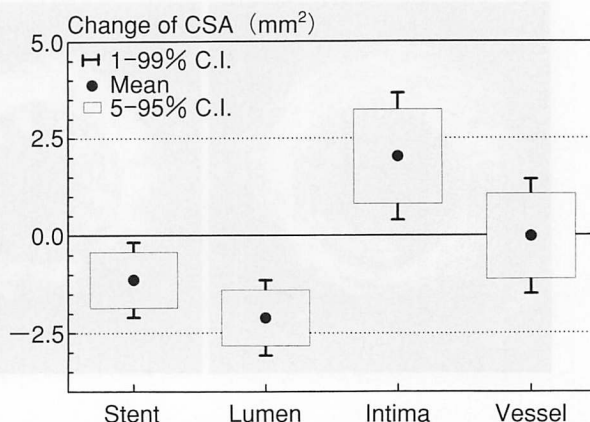 Change of CSA (mm²)
5.0
1–99% C.I.
Mean
5–95% C.I.
2.5
0.0
−2.5
Stent Lumen Intima Vessel